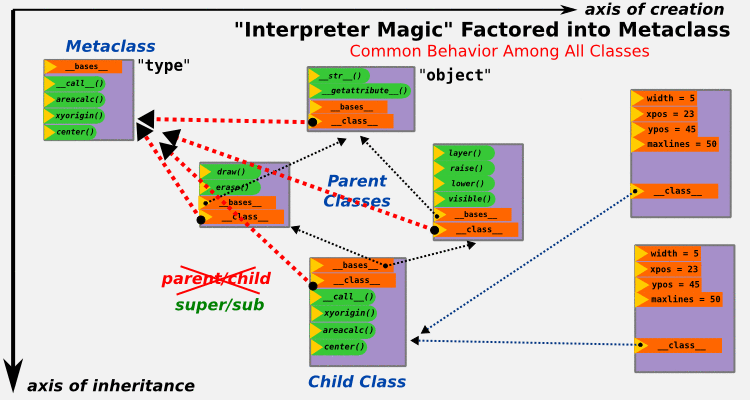 axis of creation
"Interpreter Magic" Factored into Metaclass
Common Behavior Among All Classes
Metaclass
"type"
__bases__
__call__()
areacalc()
xyorigin()
center()
"object"
__str__()
__getattribute__()
__bases__
__class__
width = 5
xpos = 23
ypos = 45
maxlines = 50
__class__
draw()
erase()
__bases__
__class__
Parent
Classes
layer()
raise()
lower()
visible()
__bases__
__class__
parent/child
super/sub
__bases__
__class__
__call__()
xyorigin()
areacalc()
center()
Child Class
width = 5
xpos = 23
ypos = 45
maxlines = 50
__class__
axis of inheritance